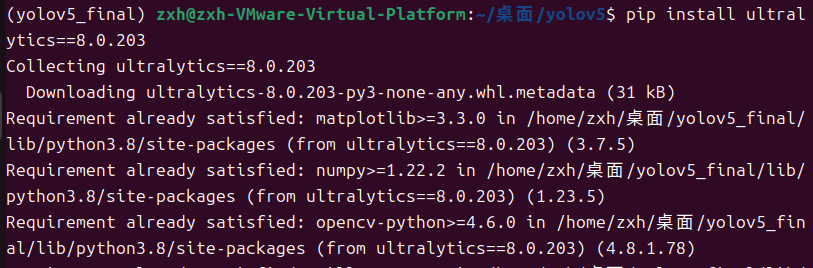 (yolov5_final) zxh@zxh-VMware-Virtual-Platform:~/桌面/yolov5$ pip install ultral
ytics==8.0.203
Collecting ultralytics==8.0.203
  Downloading ultralytics-8.0.203-py3-none-any.whl.metadata (31 kB)
Requirement already satisfied: matplotlib>=3.3.0 in /home/zxh/桌面/yolov5_final/
lib/python3.8/site-packages (from ultralytics==8.0.203) (3.7.5)
Requirement already satisfied: numpy>=1.22.2 in /home/zxh/桌面/yolov5_final/lib/
python3.8/site-packages (from ultralytics==8.0.203) (1.23.5)
Requirement already satisfied: opencv-python>=4.6.0 in /home/zxh/桌面/yolov5_fin
al/lib/python3.8/site-packages (from ultralytics==8.0.203) (4.8.1.78)